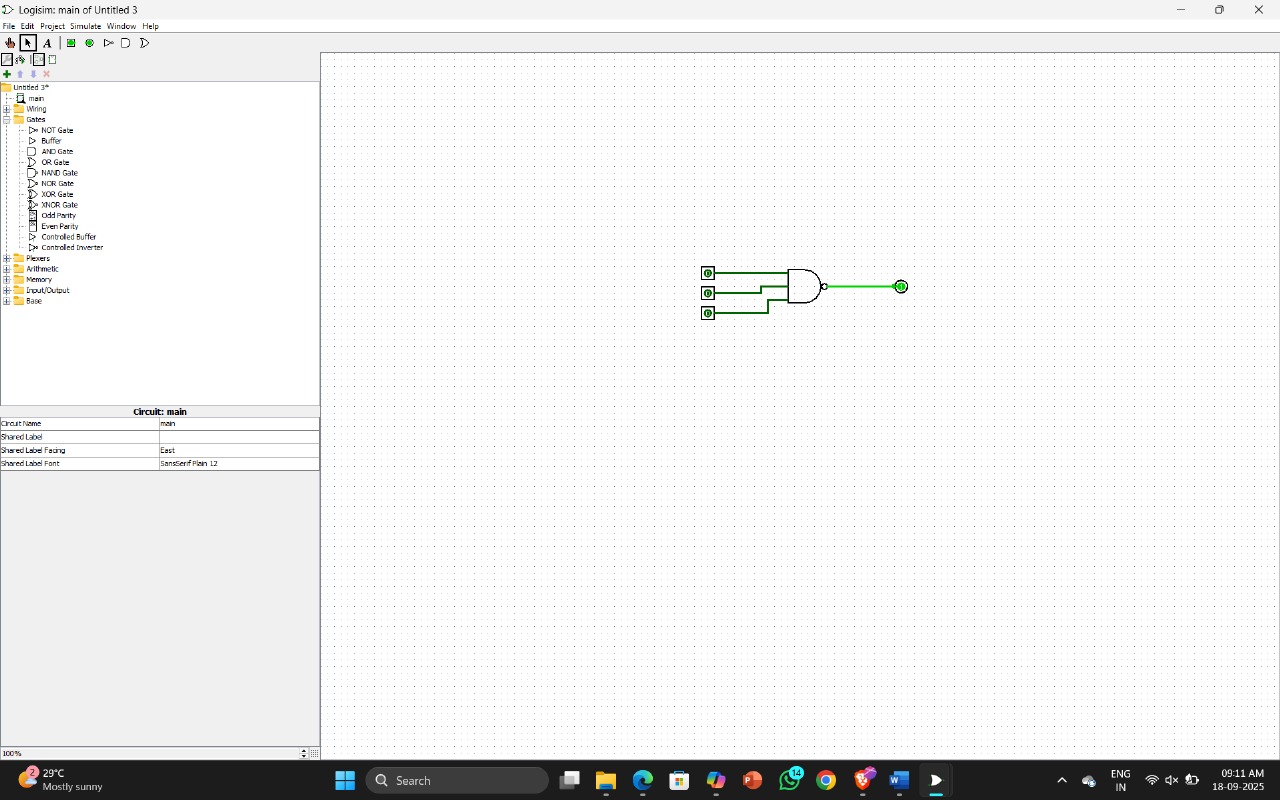 Logisim: main of Untitled 3
File Edit Project Simulate Window Help
A
Untitled 3*
main
Wiring
Gates
NOT Gate
Buffer
AND Gate
OR Gate
NAND Gate
NOR Gate
XOR Gate
XNOR Gate
Odd Parity
Even Parity
Controlled Buffer
Controlled Inverter
Plexers
Arithmetic
Memory
Input/Output
Base
0
0
0
1
Circuit: main
Circuit Name main
Shared Label
Shared Label Facing East
Shared Label Font SansSerif Plain 12
100%
2
29°C
Mostly sunny
Search
P
14
W
ENG
IN
09:11 AM
18-09-2025